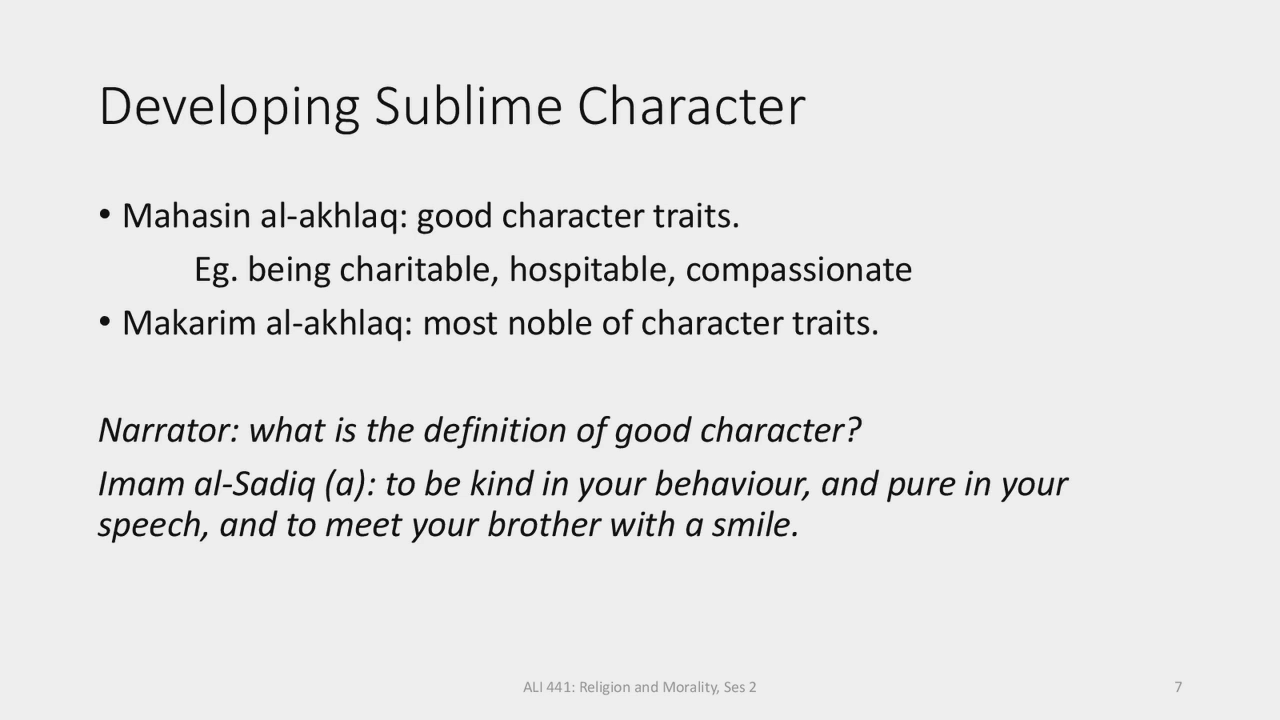 Developing Sublime Character
• Mahasin al-akhlaq: good character traits.
Eg. being charitable, hospitable, compassionate
• Makarim al-akhlaq: most noble of character traits.
Narrator: what is the definition of good character?
Imam al-Sadiq (a): to be kind in your behaviour, and pure in your
speech, and to meet your brother with a smile.
ALI 441: Religion and Morality, Ses 2
7